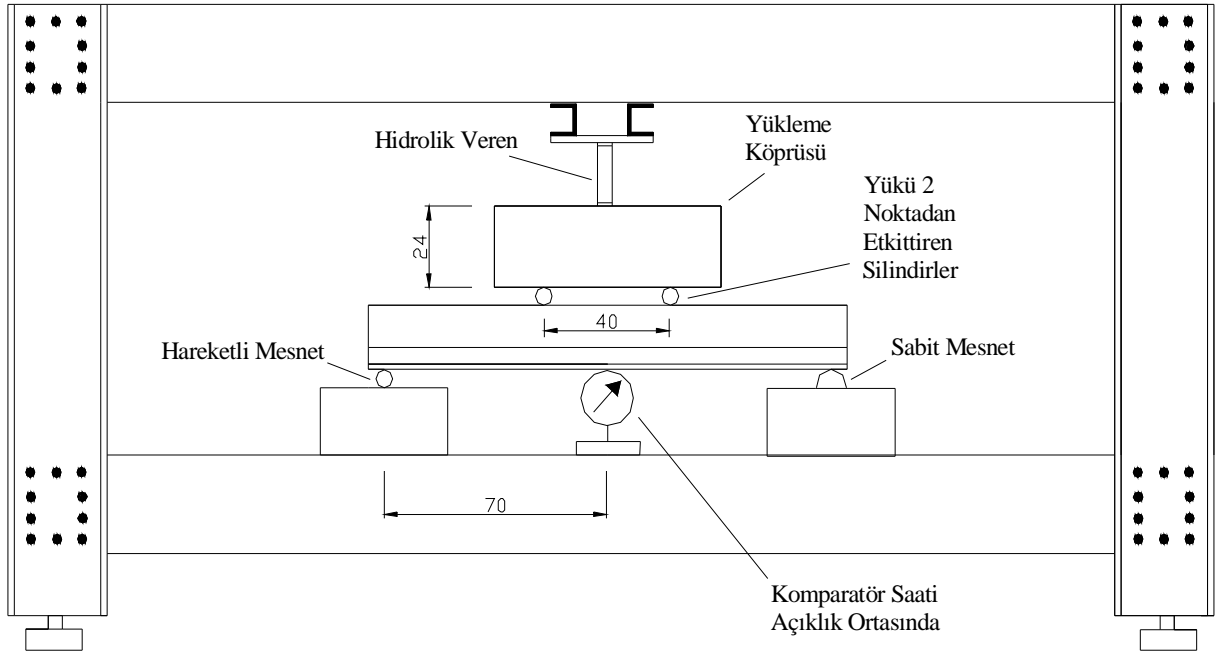 Hidrolik Veren
Yükleme
Köprüsü
Yükü 2
Noktadan
Etkittiren
Silindirler
24
40
Hareketli Mesnet
Sabit Mesnet
70
Komparatör Saati
Açıklık Ortasında